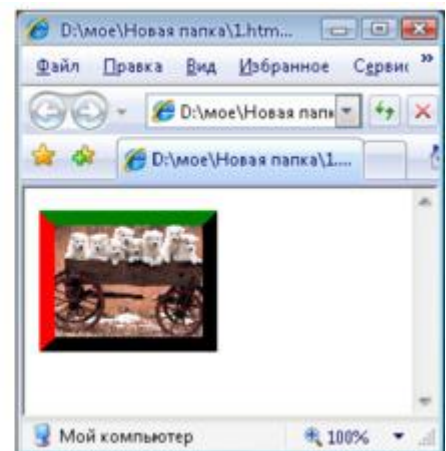 D:\мое\Новая папка\1.htm...
Файл Правка Вид Избранное Сервис »
D:\мое\Новая папк
D:\мое\Новая папка\1....
Мой компьютер 100%